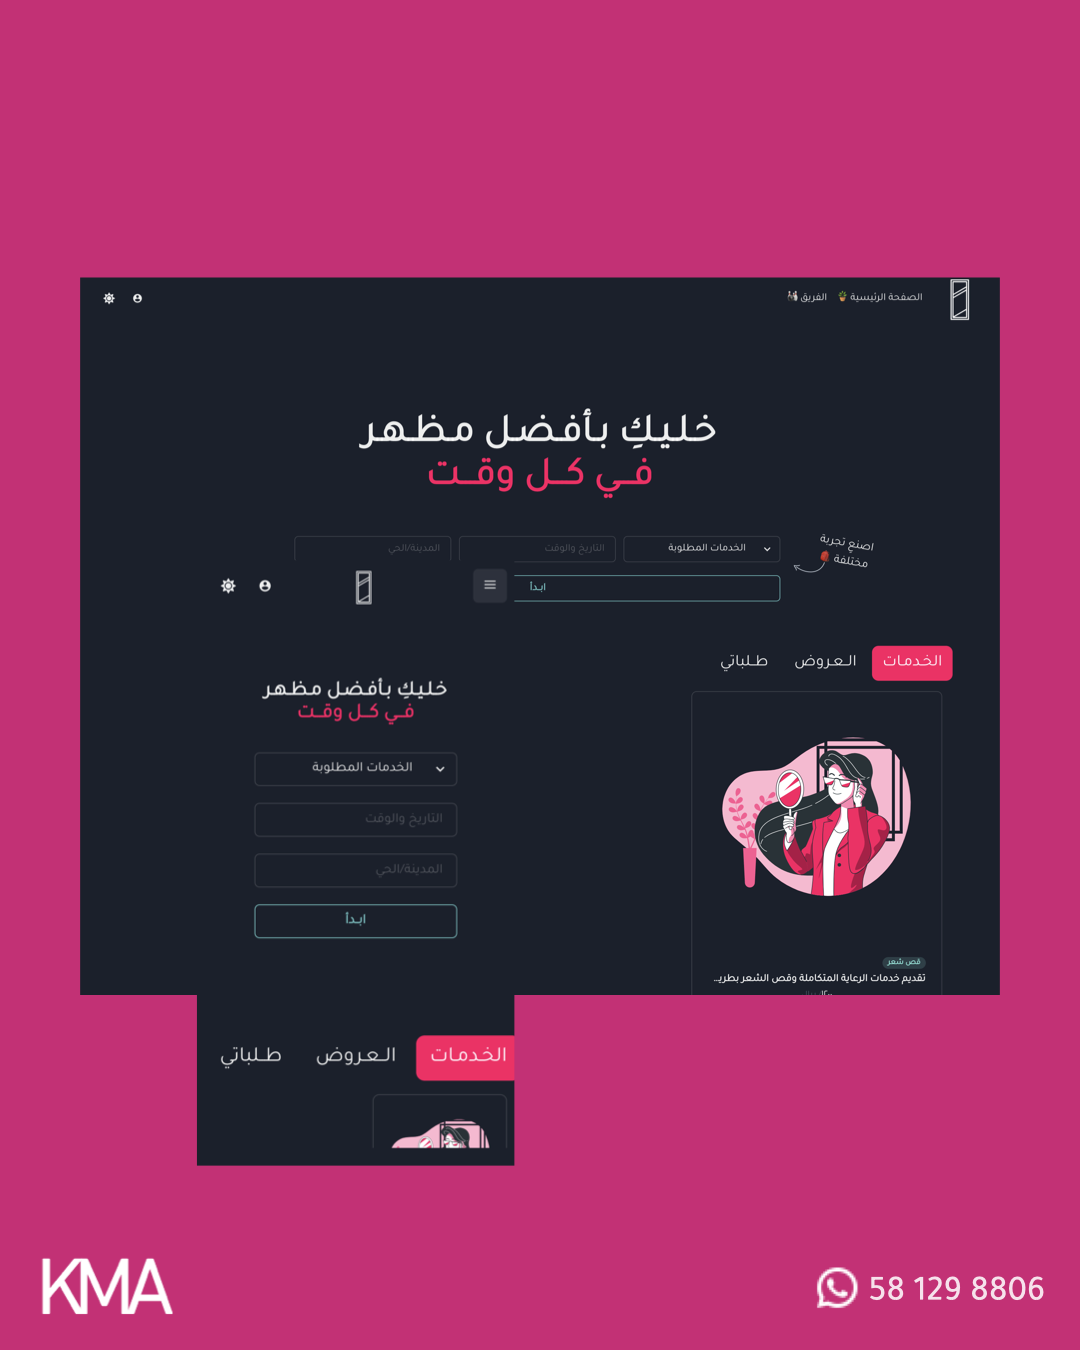 الصفحة الرئيسية
الفريق
خليكِ بأفضل مظهر
في كل وقت
الخدمات المطلوبة
التاريخ والوقت
المدينة/الحي
اصنع تجربة
مختلفة
ابدأ
الخدمات
العروض
طلباتي
قص شعر
تقديم خدمات الرعاية المتكاملة وقص الشعر بطري...
خليكِ بأفضل مظهر
في كل وقت
الخدمات المطلوبة
التاريخ والوقت
المدينة/الحي
ابدأ
الخدمات
العروض
طلباتي
KMA
58 129 8806